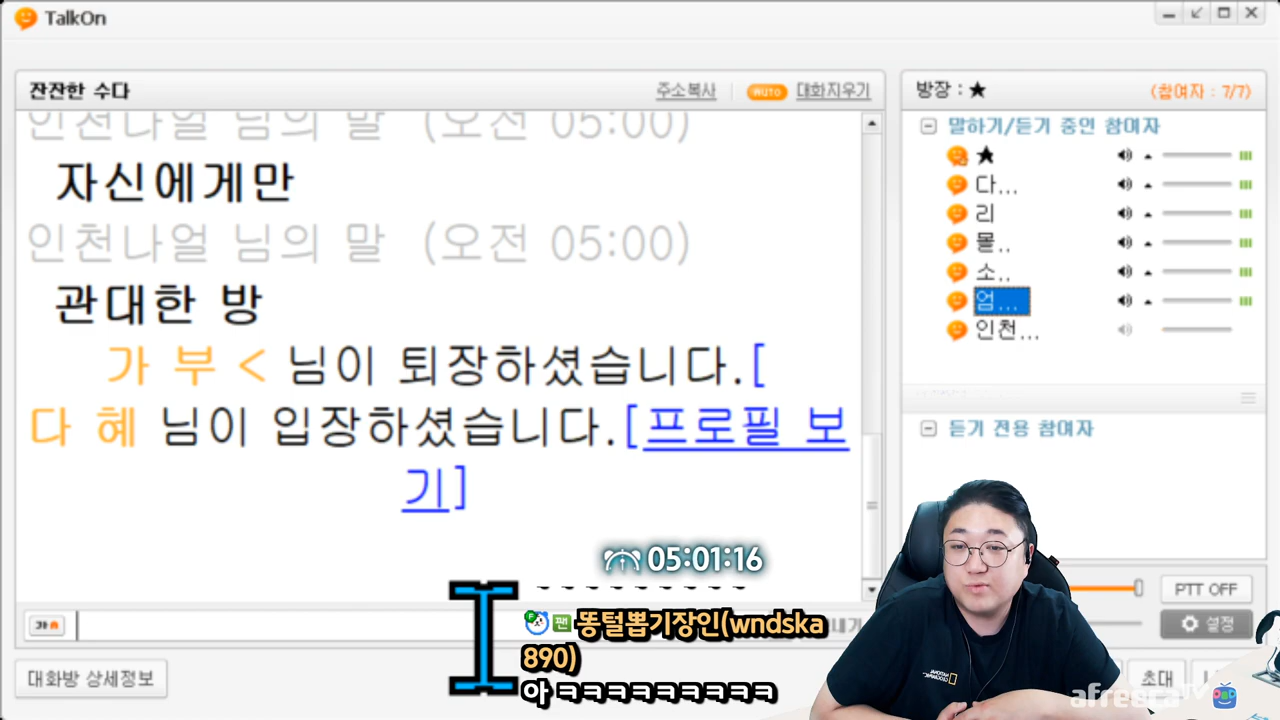 TalkOn
잔잔한 수다
주소복사
AUTO
대화지우기
인천나얼 님의 말 (오전 05:00)
자신에게만
인천나얼 님의 말 (오전 05:00)
관대한 방
가 부 < 님이 퇴장하셨습니다.[
다 혜 님이 입장하셨습니다.[프로필 보
기]
방장 : ★
(참여자 : 7/7)
말하기/듣기 중인 참여자
★
다...
리
몰..
소..
엄...
인천...
듣기 전용 참여자
05:01:16
PTT OFF
설정
가
F 팬 똥털뽑기장인(wndska
890)
아 ㅋㅋㅋㅋㅋㅋㅋㅋㅋ
대화방 상세정보
초대
NATIONAL
GEOGRAPHIC
afreecaTV